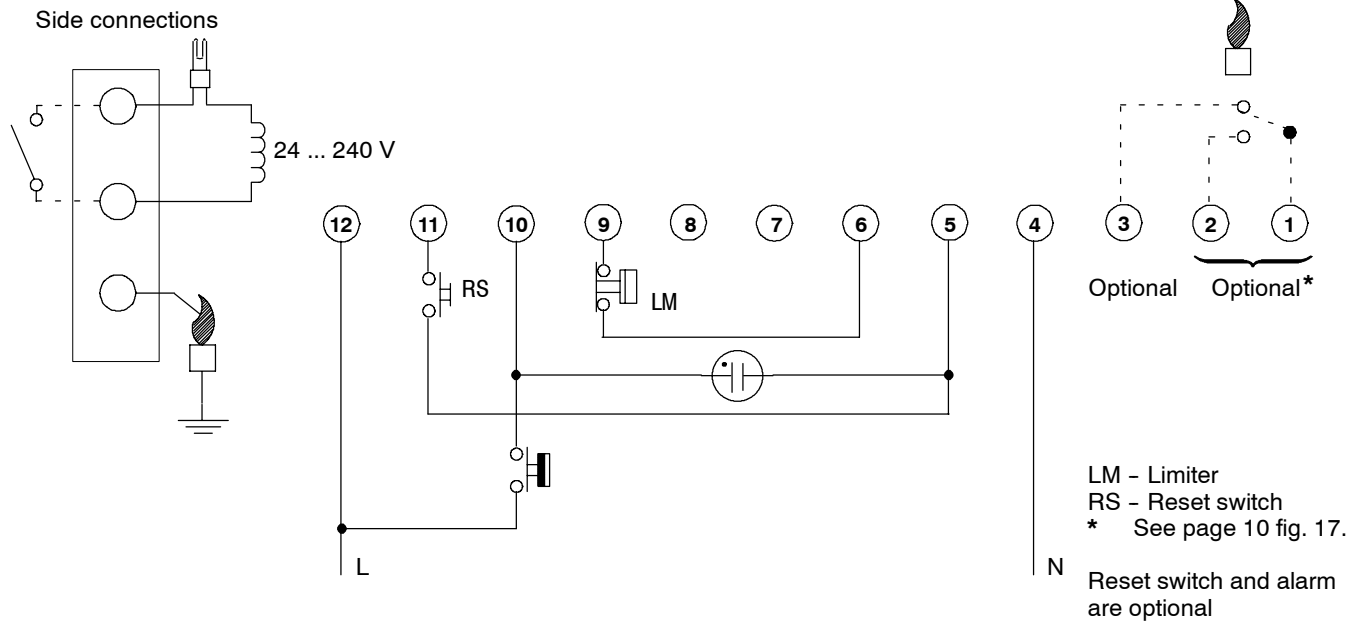 Side connections
24 ... 240 V
12 11 10 9 8 7 6 5 4 3 2 1
RS
LM
Optional Optional*
L
N
LM - Limiter
RS - Reset switch
* See page 10 fig. 17.
Reset switch and alarm
are optional